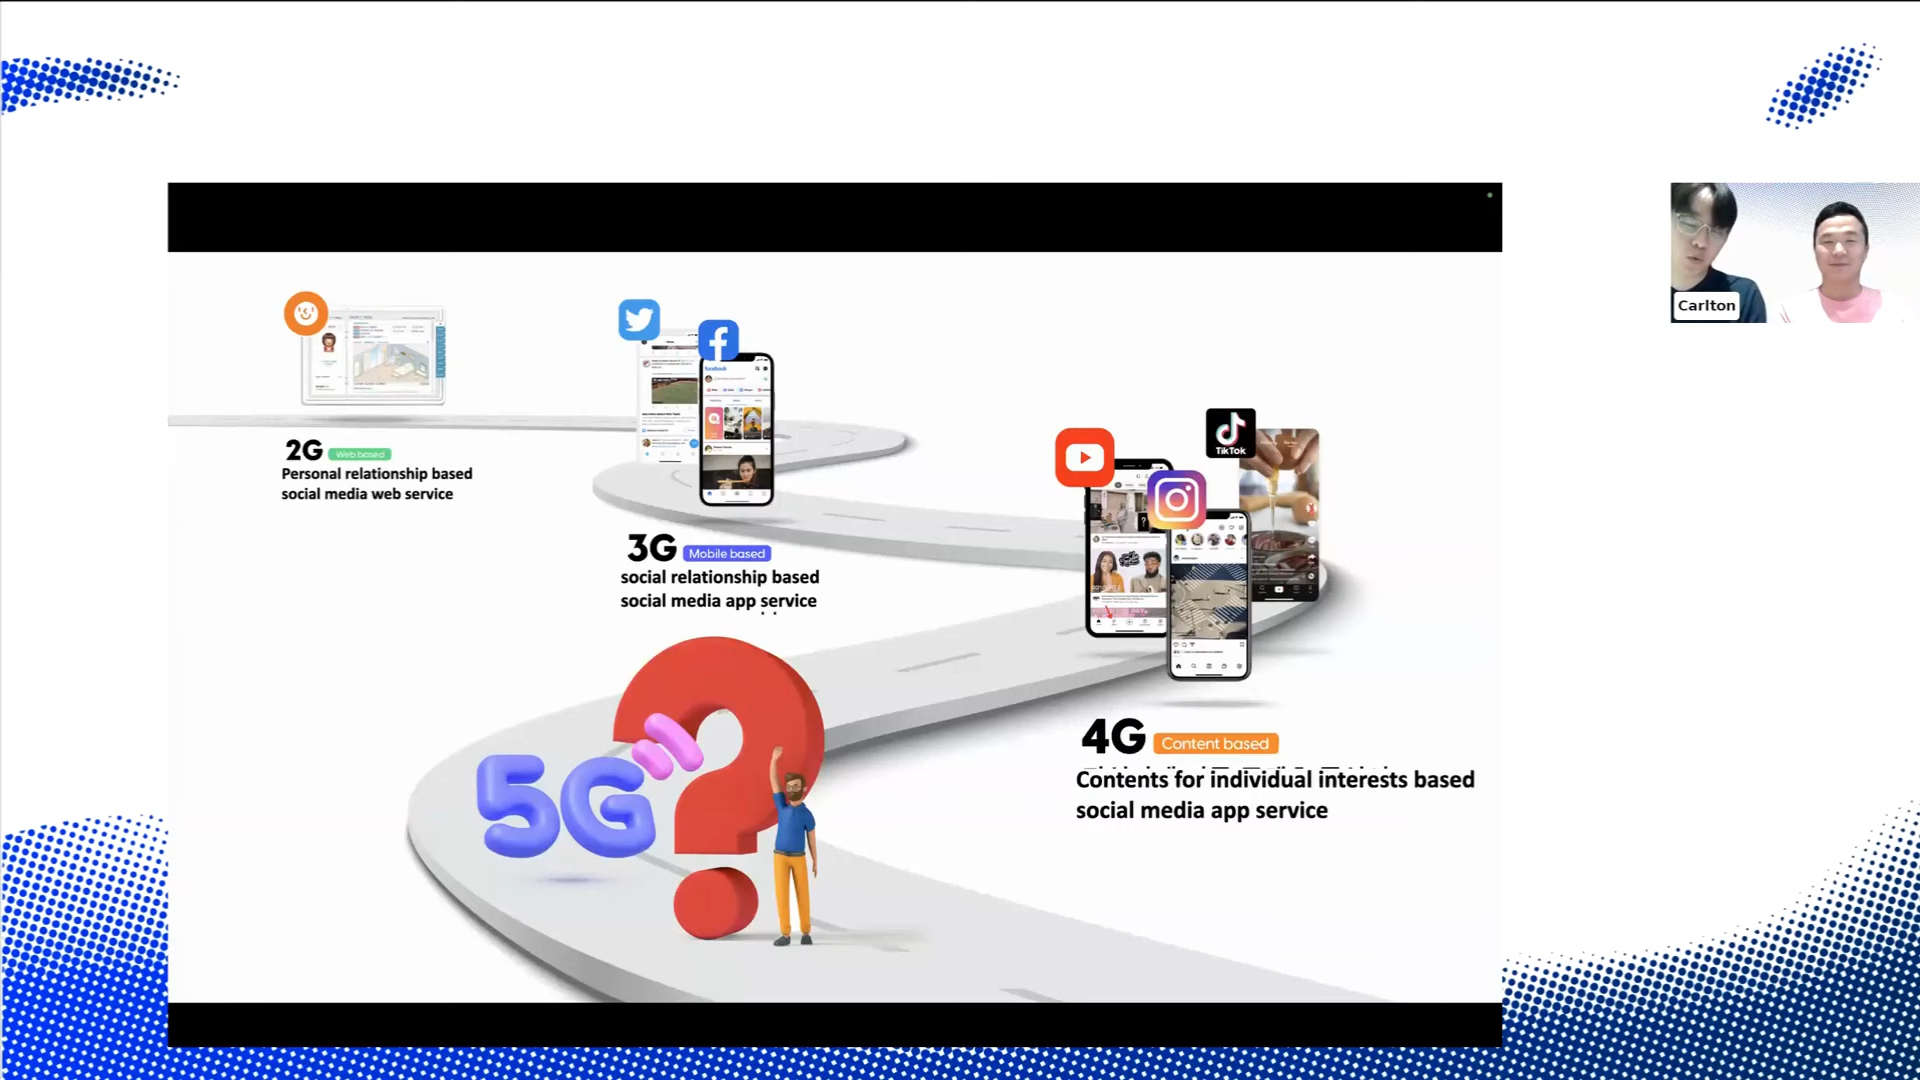 2G Web based
Personal relationship based
social media web service
facebook
3G Mobile based
social relationship based
social media app service
TikTok
4G Content based
Contents for individual interests based
social media app service
5G ?
Carlton